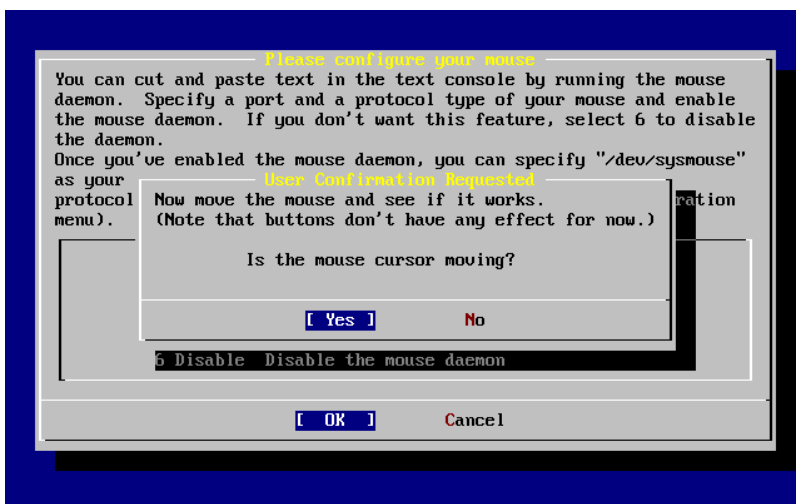 Please configure your mouse
You can cut and paste text in the text console by running the mouse
daemon.  Specify a port and a protocol type of your mouse and enable
the mouse daemon.  If you don't want this feature, select 6 to disable
the daemon.
Once you've enabled the mouse daemon, you can specify "/dev/sysmouse"
as your
User Confirmation Requested
protocol
ration
menu).
Now move the mouse and see if it works.
(Note that buttons don't have any effect for now.)
Is the mouse cursor moving?
[ Yes ] No
6 Disable  Disable the mouse daemon
[ OK ] Cancel